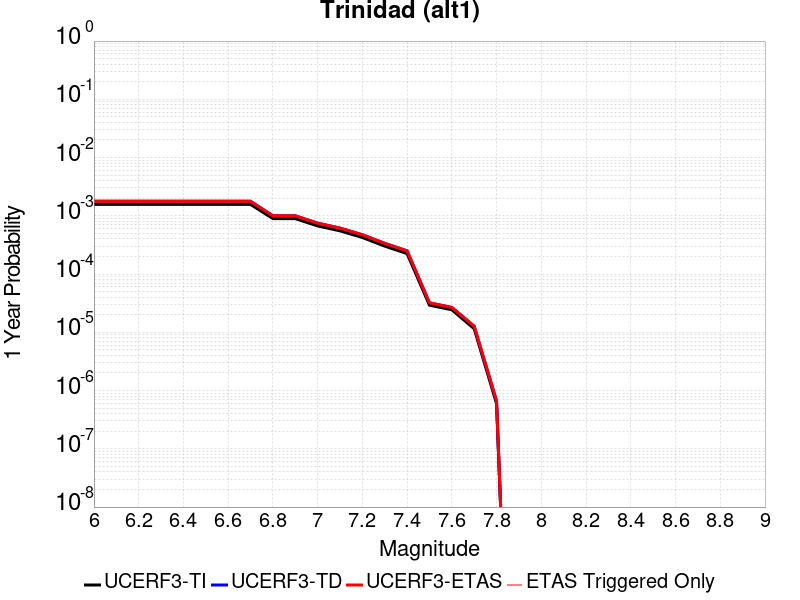 Trinidad (alt1)
10^0
10^-1
10^-2
10^-3
10^-4
10^-5
10^-6
10^-7
10^-8
1 Year Probability
6 6.2 6.4 6.6 6.8 7 7.2 7.4 7.6 7.8 8 8.2 8.4 8.6 8.8 9
Magnitude
UCERF3-TI UCERF3-TD UCERF3-ETAS ETAS Triggered Only